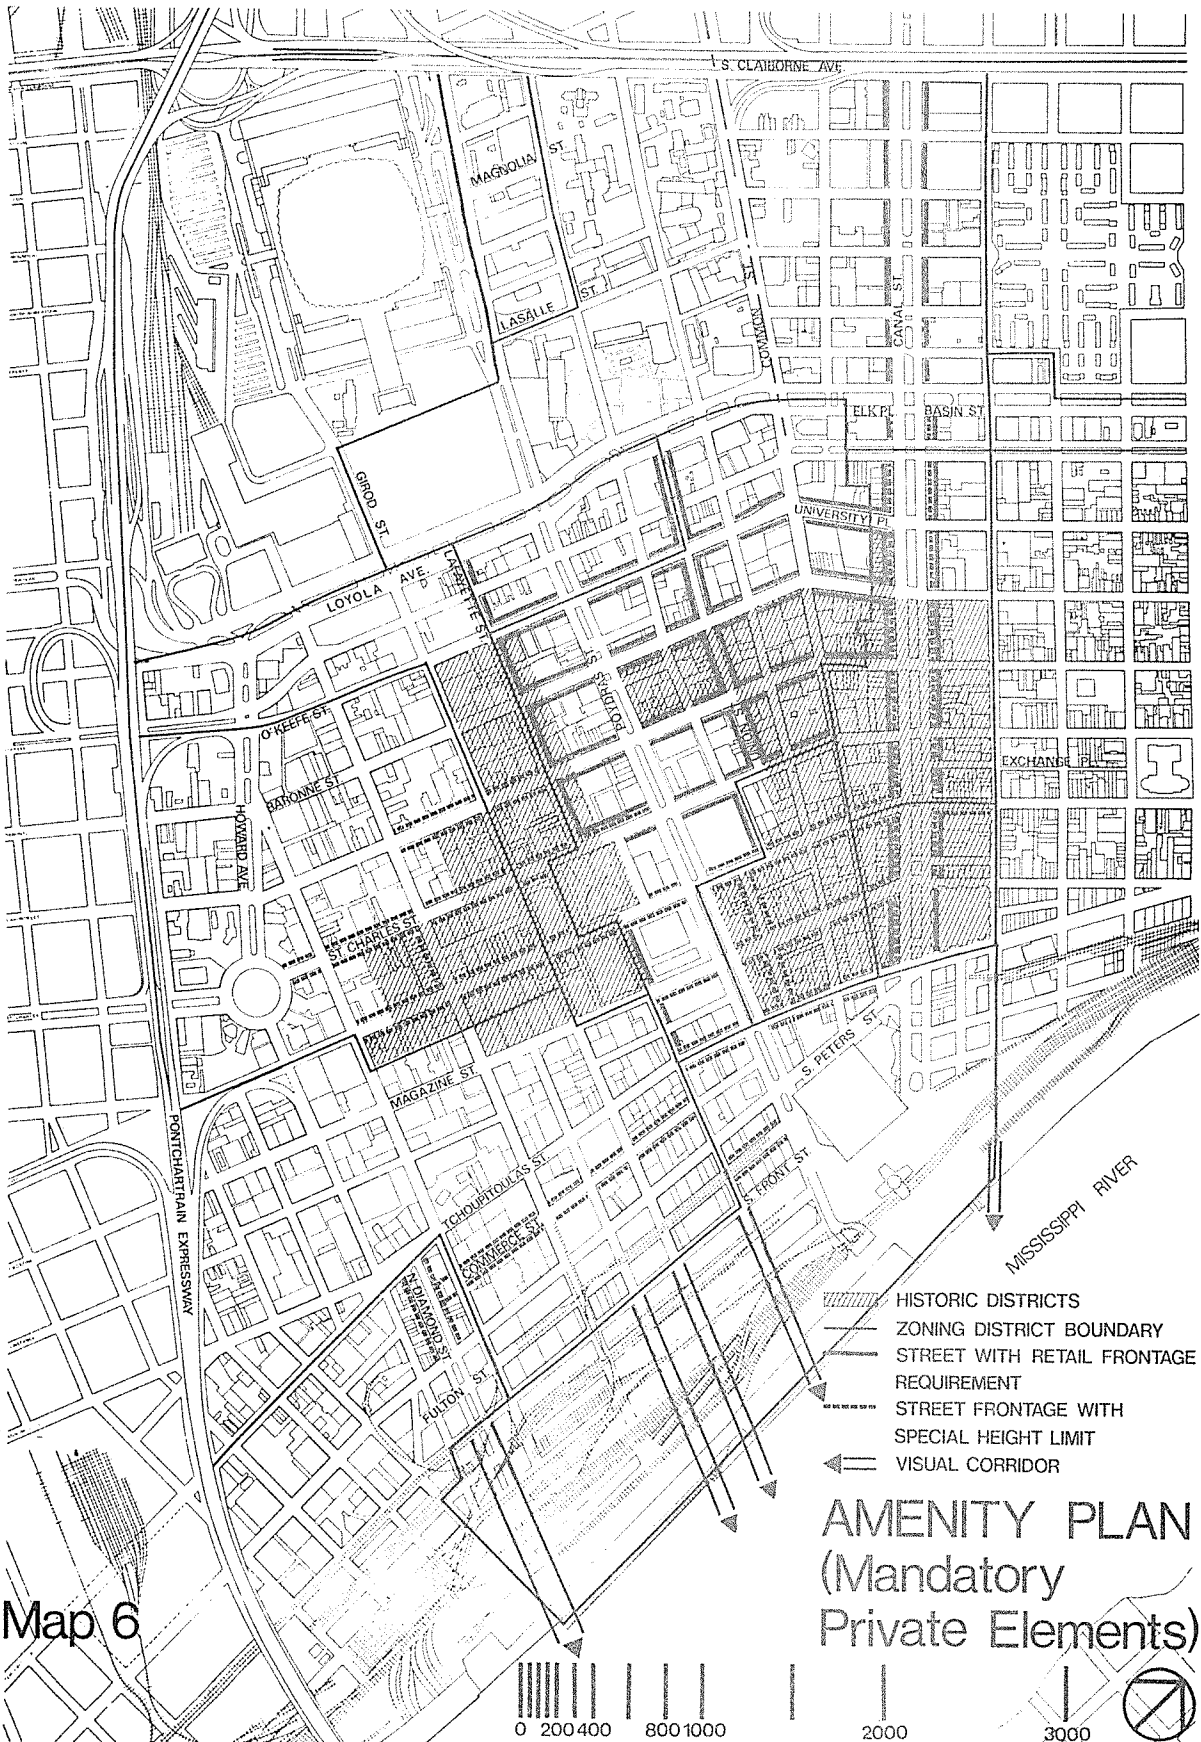 S. CLAIBORNE AVE.
MAGNOLIA ST.
LASALLE ST.
COMMON ST.
CANAL ST.
ELK PL.
BASIN ST.
GIROD ST.
UNIVERSITY PL.
LOYOLA AVE.
LAFAYETTE ST.
POYDRAS ST.
UNION
O'KEEFE ST.
BARONNE ST.
HOWARD AVE.
EXCHANGE PL.
ST. CHARLES ST.
MAGAZINE ST.
S. PETERS ST.
PONTCHARTRAIN EXPRESSWAY
TCHOUPITOULAS ST.
COMMERCE ST.
S. FRONT ST.
N. DIAMOND ST.
FULTON ST.
MISSISSIPPI RIVER
HISTORIC DISTRICTS
ZONING DISTRICT BOUNDARY
STREET WITH RETAIL FRONTAGE
REQUIREMENT
STREET FRONTAGE WITH
SPECIAL HEIGHT LIMIT
VISUAL CORRIDOR
AMENITY PLAN
(Mandatory
Private Elements)
Map 6
0 200 400 800 1000 2000 3000